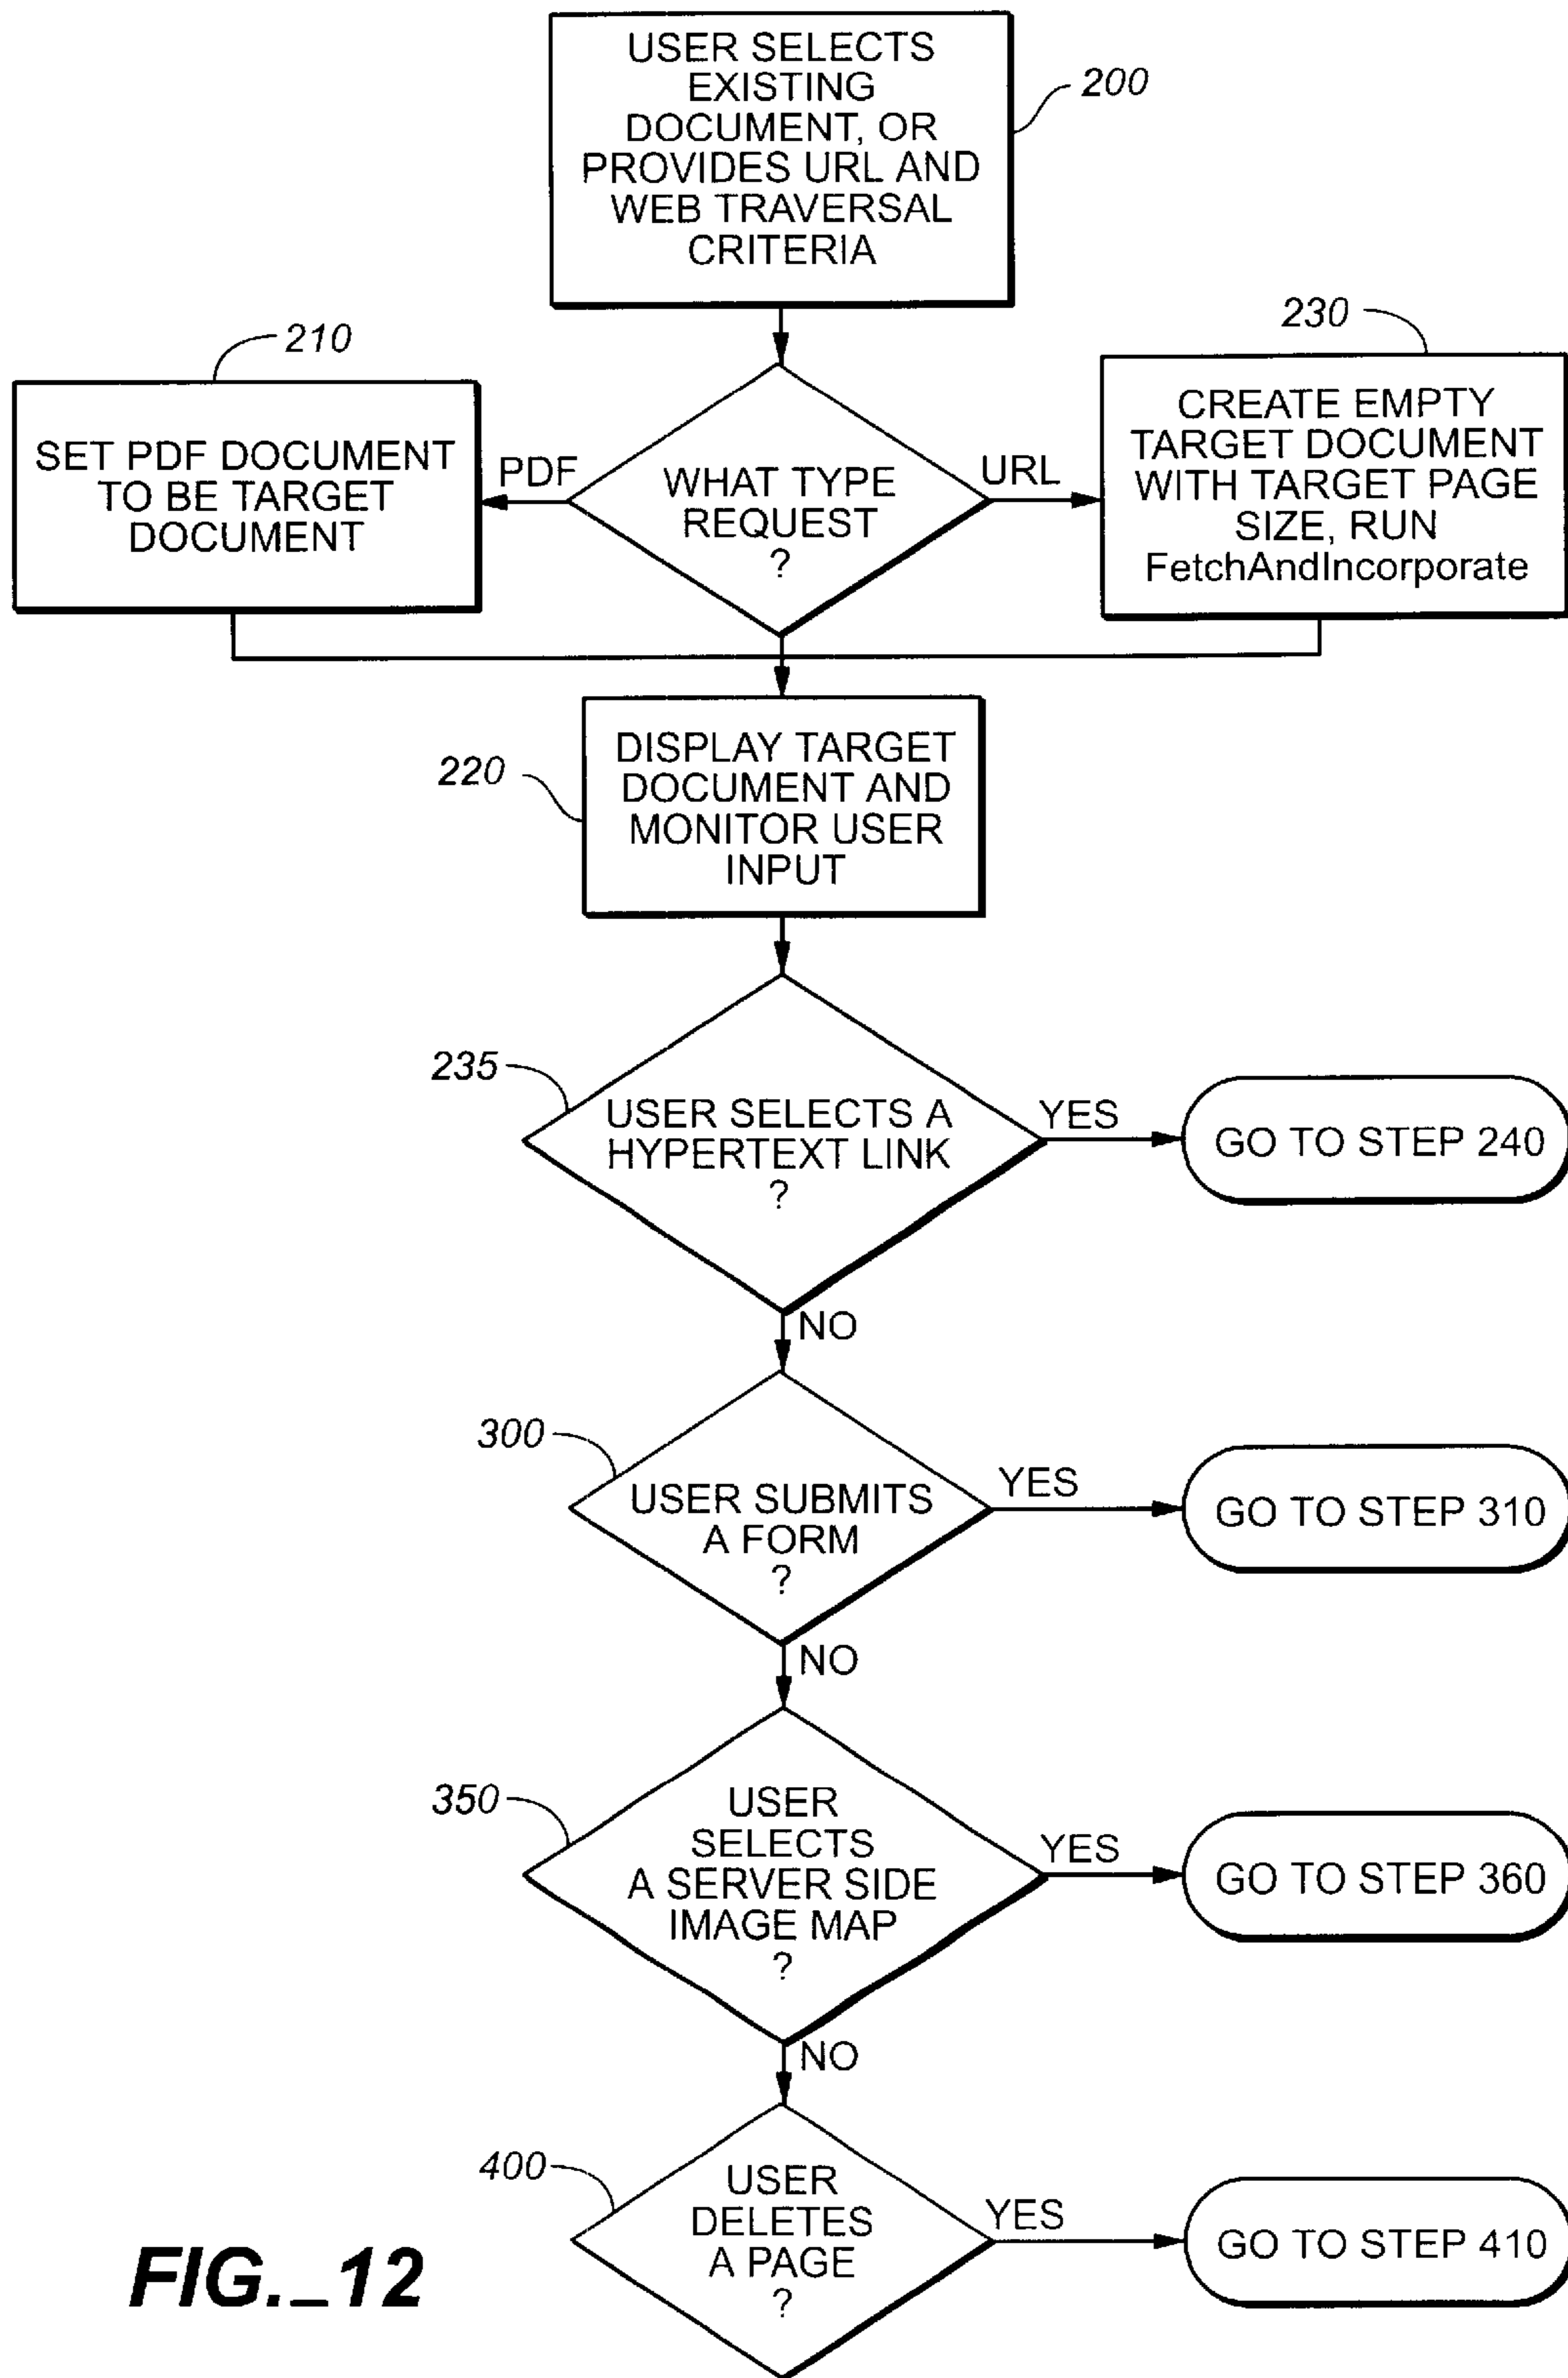 USER SELECTS
EXISTING
DOCUMENT, OR
PROVIDES URL AND
WEB TRAVERSAL
CRITERIA
200
210
230
SET PDF DOCUMENT
TO BE TARGET
DOCUMENT
PDF
WHAT TYPE
REQUEST
?
URL
CREATE EMPTY
TARGET DOCUMENT
WITH TARGET PAGE
SIZE, RUN
FetchAndIncorporate
220
DISPLAY TARGET
DOCUMENT AND
MONITOR USER
INPUT
235
USER SELECTS A
HYPERTEXT LINK
?
YES
GO TO STEP 240
NO
300
USER SUBMITS
A FORM
?
YES
GO TO STEP 310
NO
350
USER
SELECTS
A SERVER SIDE
IMAGE MAP
?
YES
GO TO STEP 360
NO
400
USER
DELETES
A PAGE
?
YES
GO TO STEP 410
FIG._12